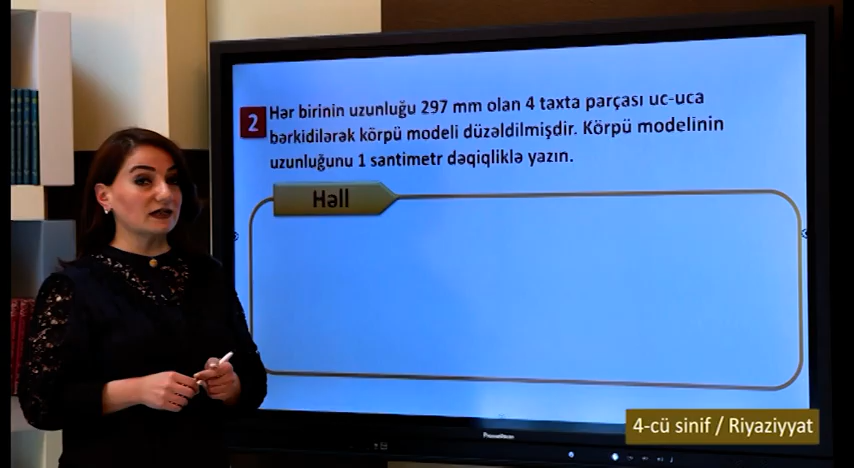 2 Hər birinin uzunluğu 297 mm olan 4 taxta parçası uc-uca
bərkidilərək körpü modeli düzəldilmişdir. Körpü modelinin
uzunluğunu 1 santimetr dəqiqliklə yazın.
Həll
4-cü sinif / Riyaziyyat